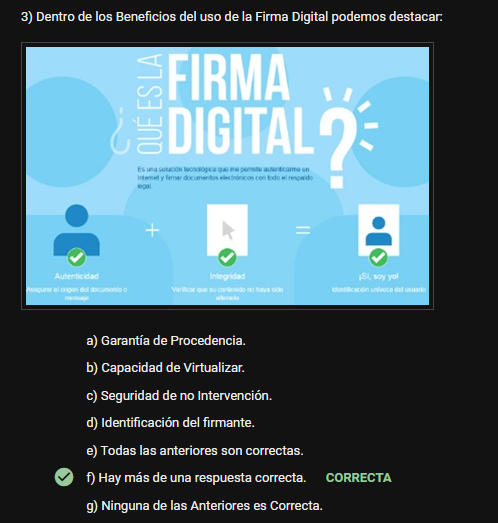 3) Dentro de los Beneficios del uso de la Firma Digital podemos destacar:
¿QUÉ ES LA
FIRMA
DIGITAL?
Es una solución tecnológica que me permite autenticarme en
Internet y firmar documentos electrónicos con todo el respaldo
legal.
+
=
Autenticidad
Asegurar el origen del documento o
mensaje
Integridad
Verificar que su contenido no haya sido
alterado
¡Sí, soy yo!
Identificación unívoca del usuario
a) Garantía de Procedencia.
b) Capacidad de Virtualizar.
c) Seguridad de no Intervención.
d) Identificación del firmante.
e) Todas las anteriores son correctas.
f) Hay más de una respuesta correcta. CORRECTA
g) Ninguna de las Anteriores es Correcta.